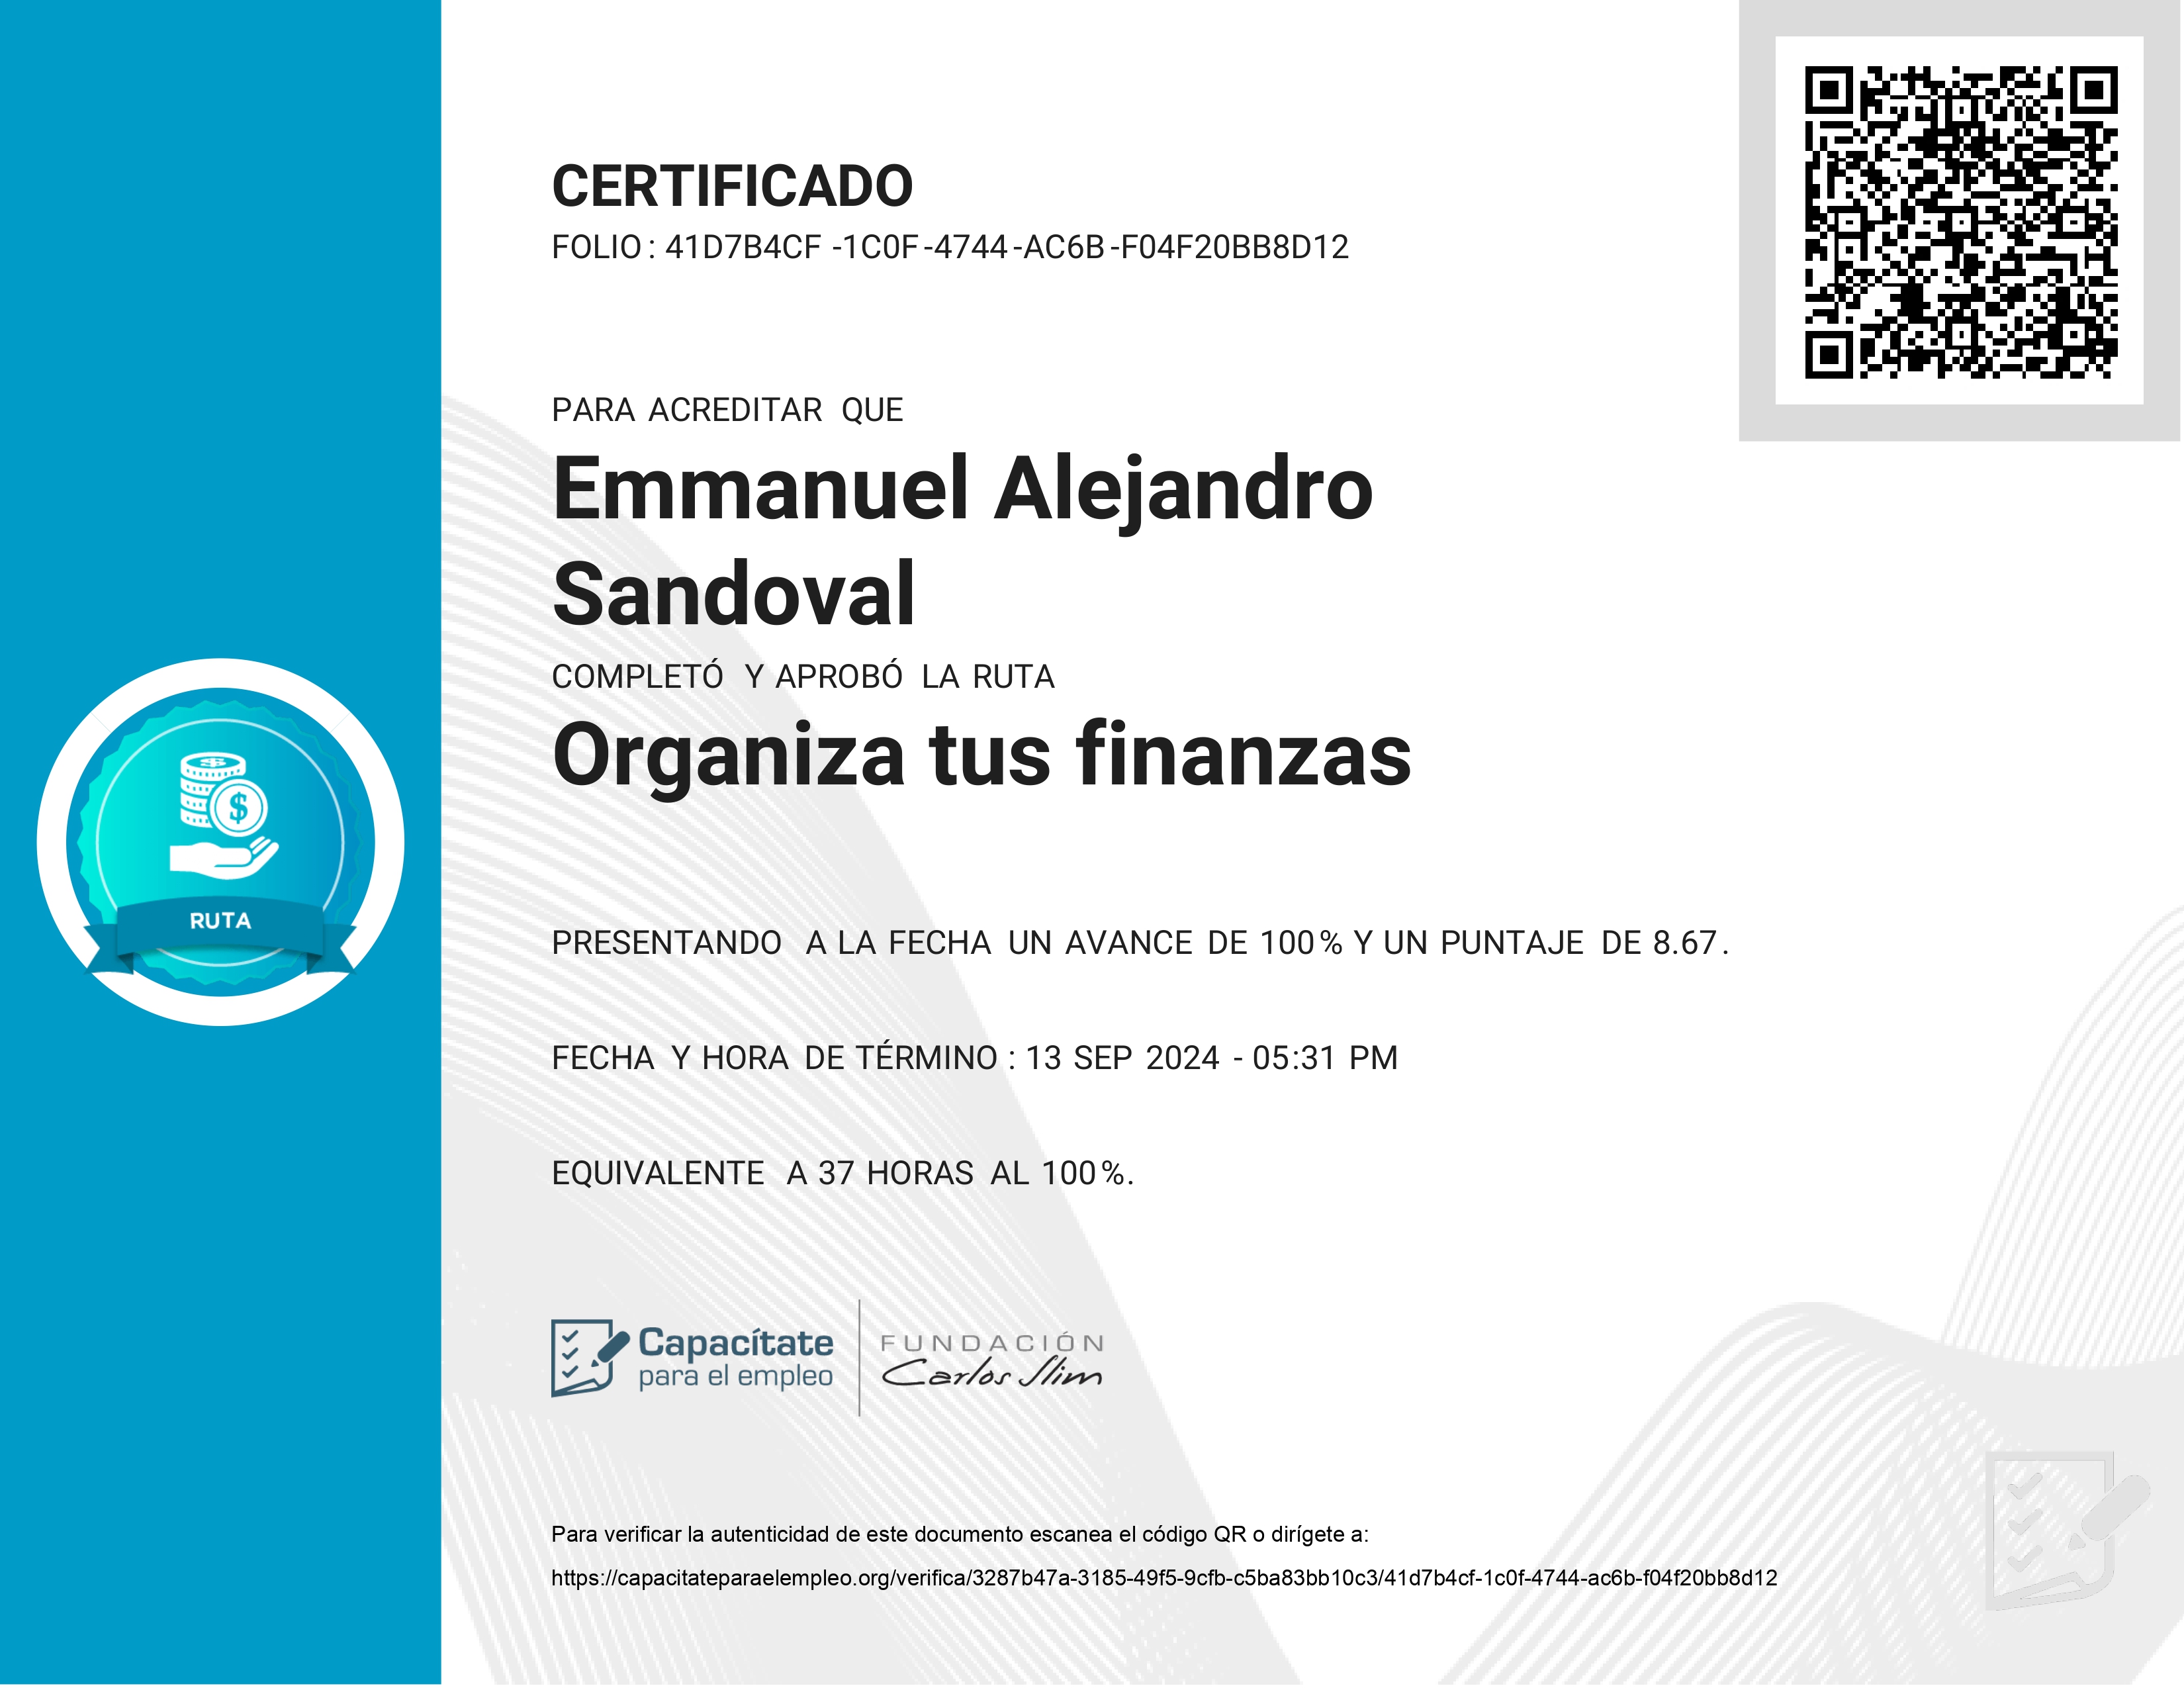 CERTIFICADO
FOLIO: 41D7B4CF-1C0F-4744-AC6B-F04F20BB8D12
PARA ACREDITAR QUE
Emmanuel Alejandro
Sandoval
COMPLETÓ Y APROBÓ LA RUTA
Organiza tus finanzas
RUTA
PRESENTANDO A LA FECHA UN AVANCE DE 100% Y UN PUNTAJE DE 8.67.
FECHA Y HORA DE TÉRMINO: 13 SEP 2024 - 05:31 PM
EQUIVALENTE A 37 HORAS AL 100%.
Capacítate
para el empleo
FUNDACIÓN
Carlos Slim
Para verificar la autenticidad de este documento escanea el código QR o dirígete a:
https://capacitateparaelempleo.org/verifica/3287b47a-3185-49f5-9cfb-c5ba83bb10c3/41d7b4cf-1c0f-4744-ac6b-f04f20bb8d12